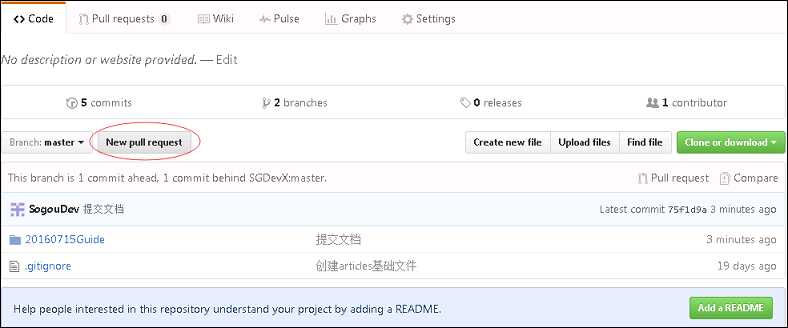 Code Pull requests 0 Wiki Pulse Graphs Settings
No description or website provided. — Edit
5 commits 2 branches 0 releases 1 contributor
Branch: master New pull request Create new file Upload files Find file Clone or download
This branch is 1 commit ahead, 1 commit behind SGDevX:master. Pull request Compare
SogouDev 提交文档 Latest commit 75f1d9a 3 minutes ago
20160715Guide 提交文档 3 minutes ago
.gitignore 创建articles基础文件 19 days ago
Help people interested in this repository understand your project by adding a README. Add a README